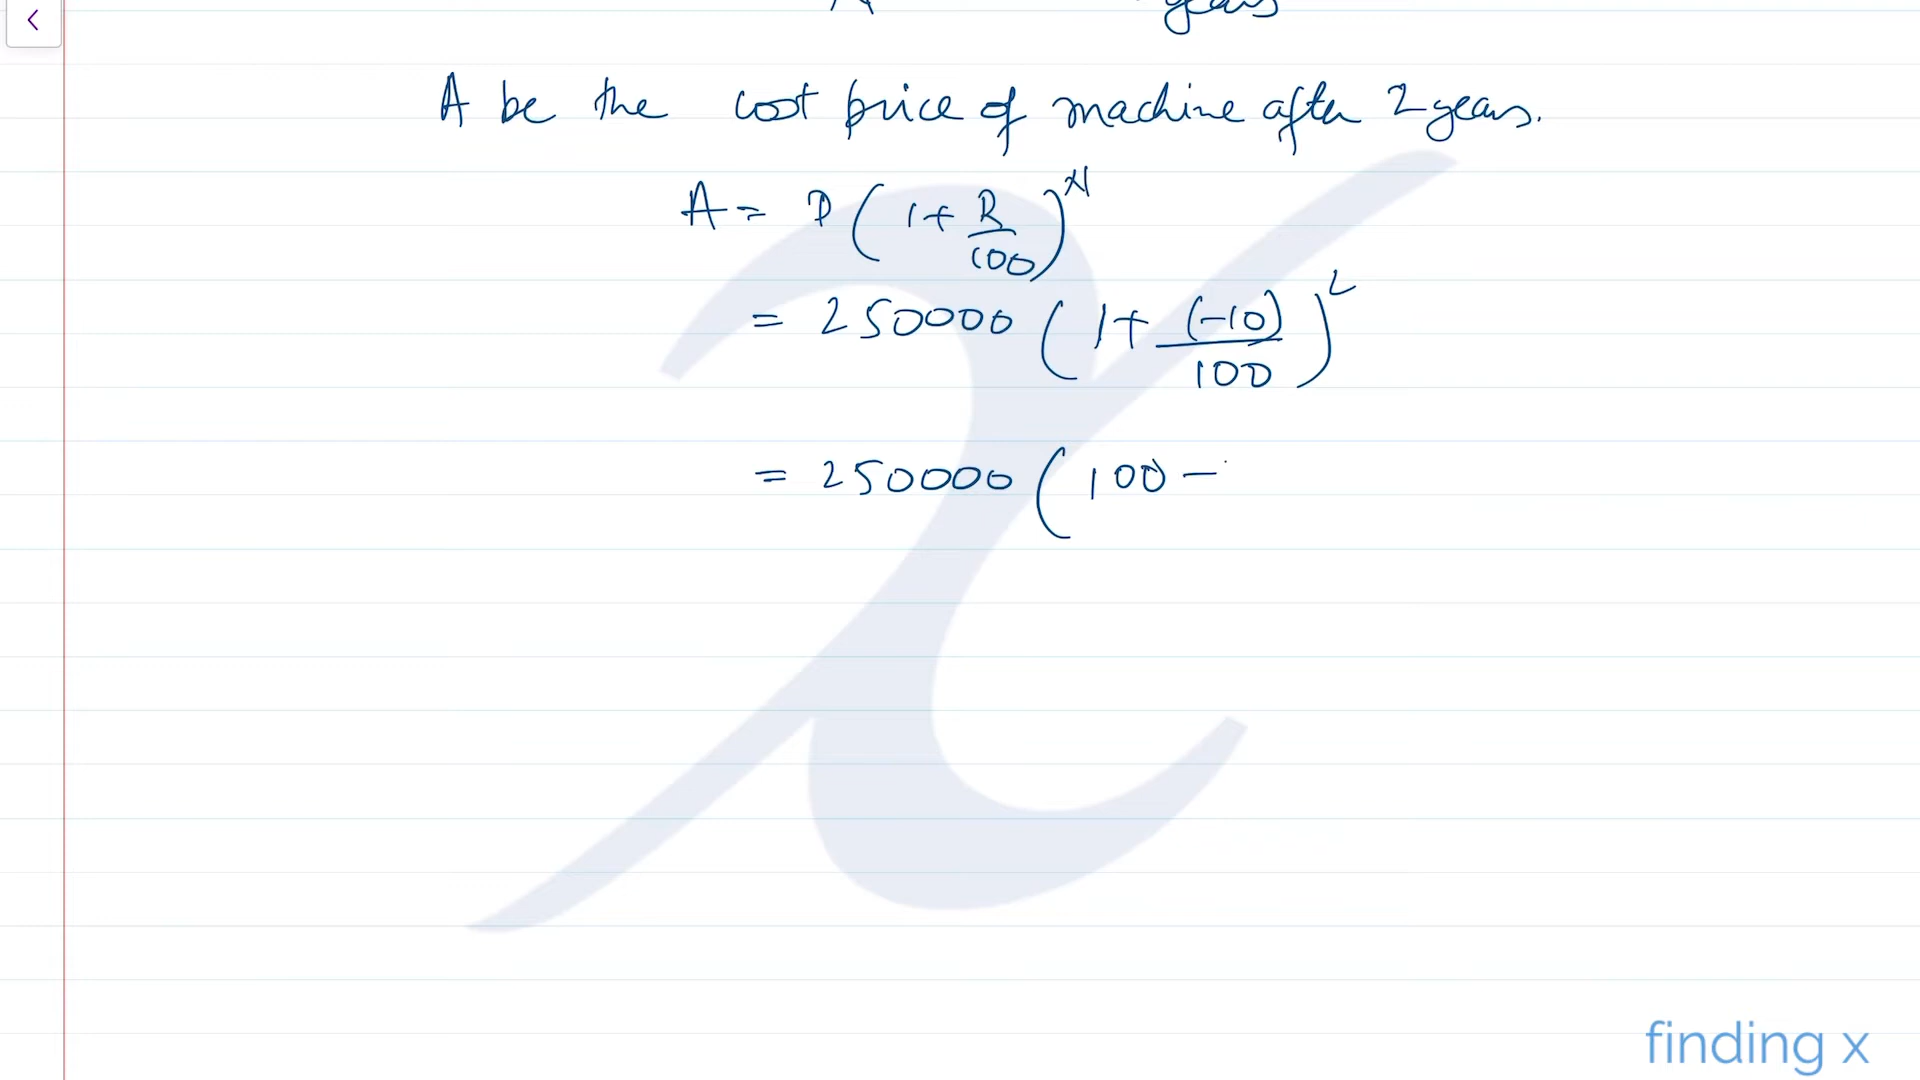 years
A be the cost price of machine after 2 years.
A = P ( 1 + R/100 )^N
= 250000 ( 1 + (-10)/100 )^2
= 250000 ( 100 -
finding x